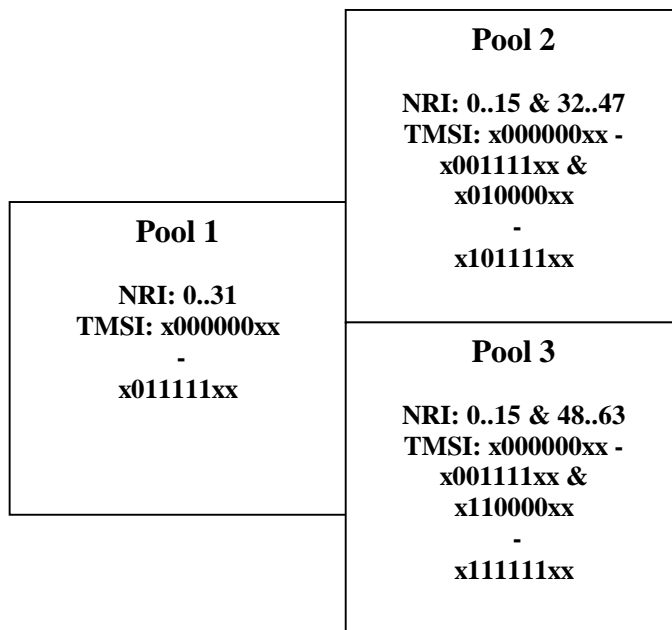 Pool 2
NRI: 0..15 & 32..47
TMSI: x000000xx -
x001111xx &
x010000xx
-
x101111xx
Pool 1
NRI: 0..31
TMSI: x000000xx
-
x011111xx
Pool 3
NRI: 0..15 & 48..63
TMSI: x000000xx -
x001111xx &
x110000xx
-
x111111xx